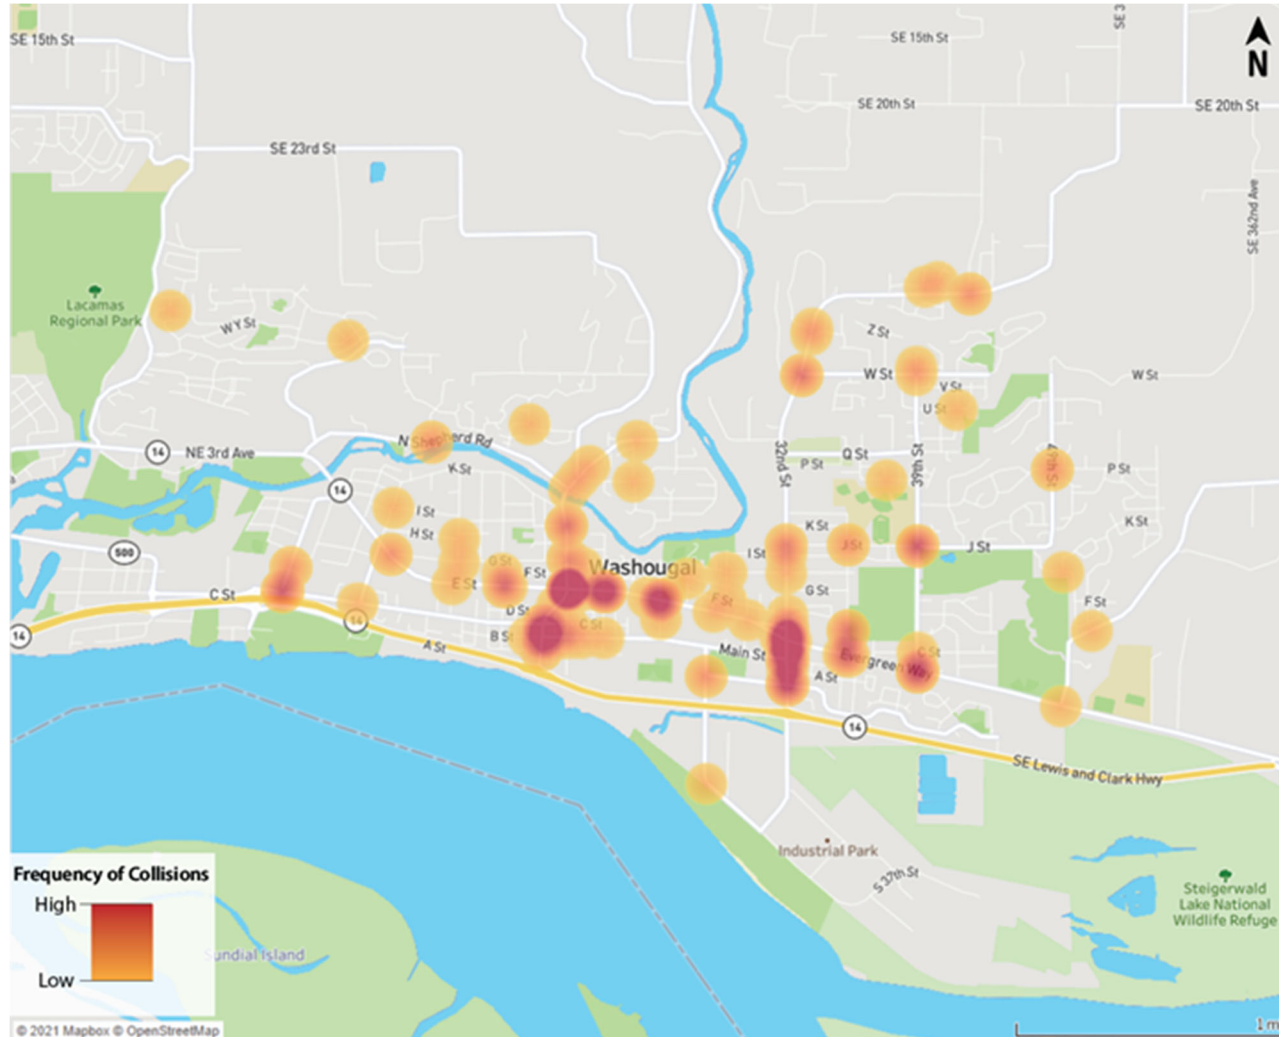 SE 15th St
SE 3
SE 15th St
N
SE 20th St
SE 20th St
SE 23rd St
SE 362nd Ave
Lacamas
Regional Park
W Y St
Z St
W St
W St
V St
U St
N Shepherd Rd
14
NE 3rd Ave
K St
32nd St
Q St
P St
39th St
P St
14
I St
K St
K St
H St
J St
J St
500
G St
I St
F St
Washougal
E St
G St
C St
F St
F St
D St
14
C St
14
B St
A St
Main St
Evergreen Way
C St
A St
14
SE Lewis and Clark Hwy
Industrial Park
S 37th St
Steigerwald
Lake National
Wildlife Refuge
Frequency of Collisions
High
Low
Sundial Island
© 2021 Mapbox © OpenStreetMap
1 m